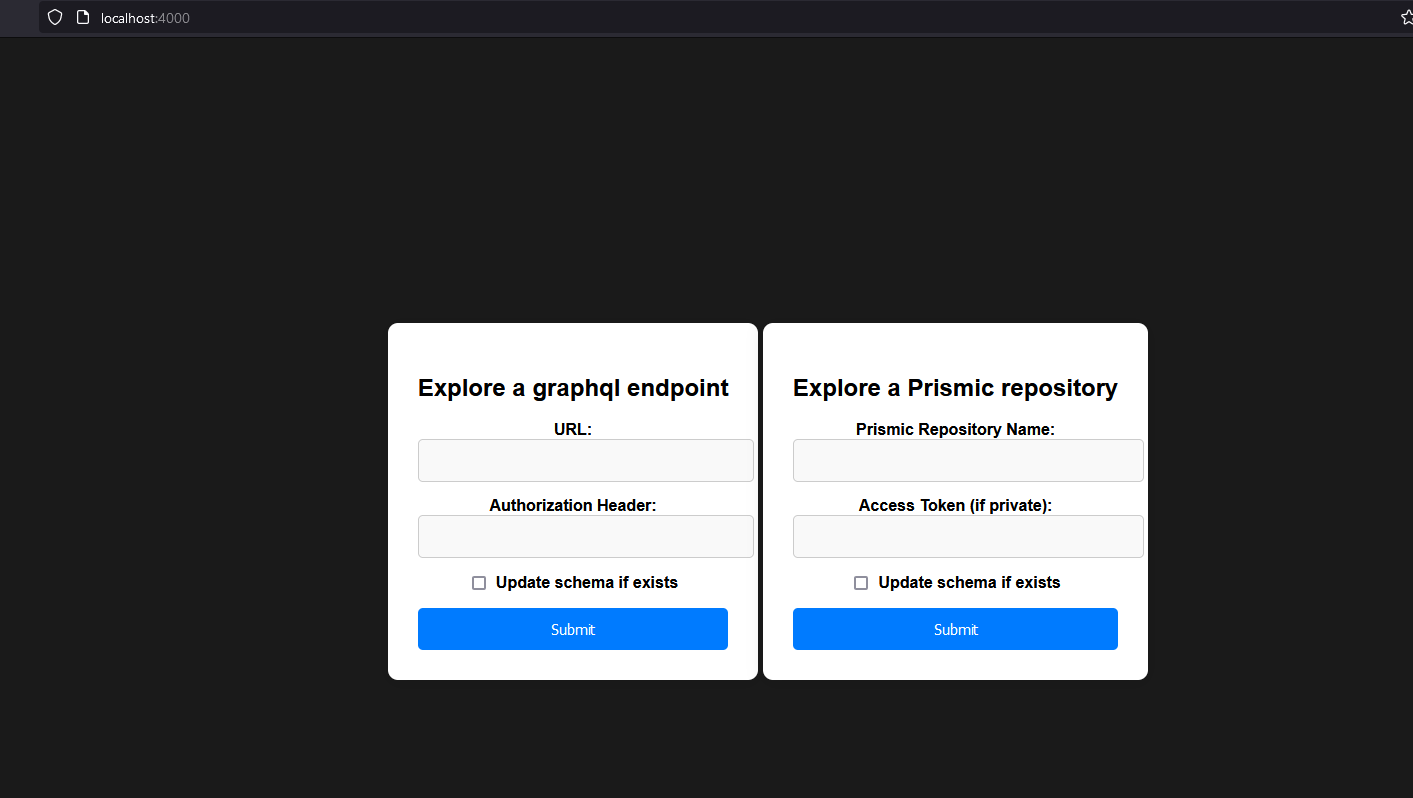 localhost:4000
Explore a graphql endpoint
URL:
Authorization Header:
Update schema if exists
Submit
Explore a Prismic repository
Prismic Repository Name:
Access Token (if private):
Update schema if exists
Submit